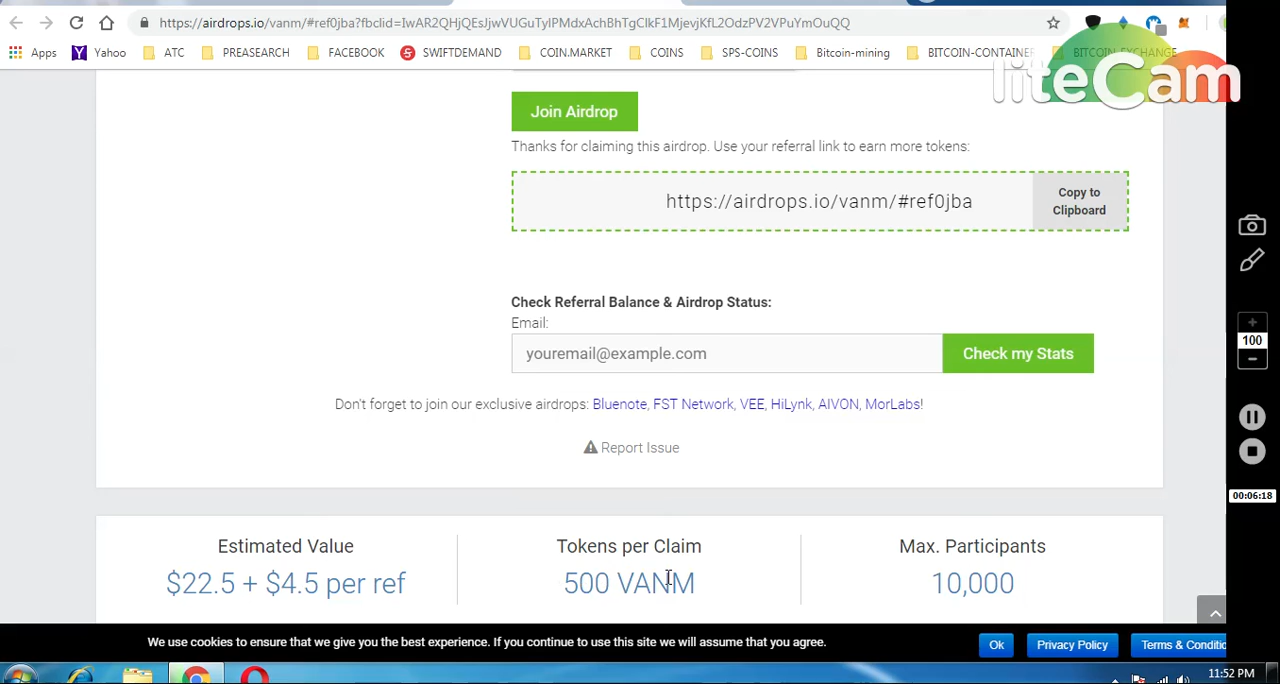 https://airdrops.io/vanm/#ref0jba?fbclid=IwAR2QHjQEsJjwVUGuTyIPMdxAchBhTgClkF1MjevjKfL2OdzPV2VPuYmOuQQ
Apps Yahoo ATC PREASEARCH FACEBOOK SWIFTDEMAND COIN.MARKET COINS SPS-COINS Bitcoin-mining BITCOIN-CONTAINER BITCOIN-EXCHANGE
liteCam
Join Airdrop
Thanks for claiming this airdrop. Use your referral link to earn more tokens:
https://airdrops.io/vanm/#ref0jba
Copy to
Clipboard
Check Referral Balance & Airdrop Status:
Email:
youremail@example.com Check my Stats
100
Don't forget to join our exclusive airdrops: Bluenote, FST Network, VEE, HiLynk, AIVON, MorLabs!
Report Issue
00:06:18
Estimated Value Tokens per Claim Max. Participants
$22.5 + $4.5 per ref 500 VANM 10,000
We use cookies to ensure that we give you the best experience. If you continue to use this site we will assume that you agree. Ok Privacy Policy Terms & Conditio
11:52 PM